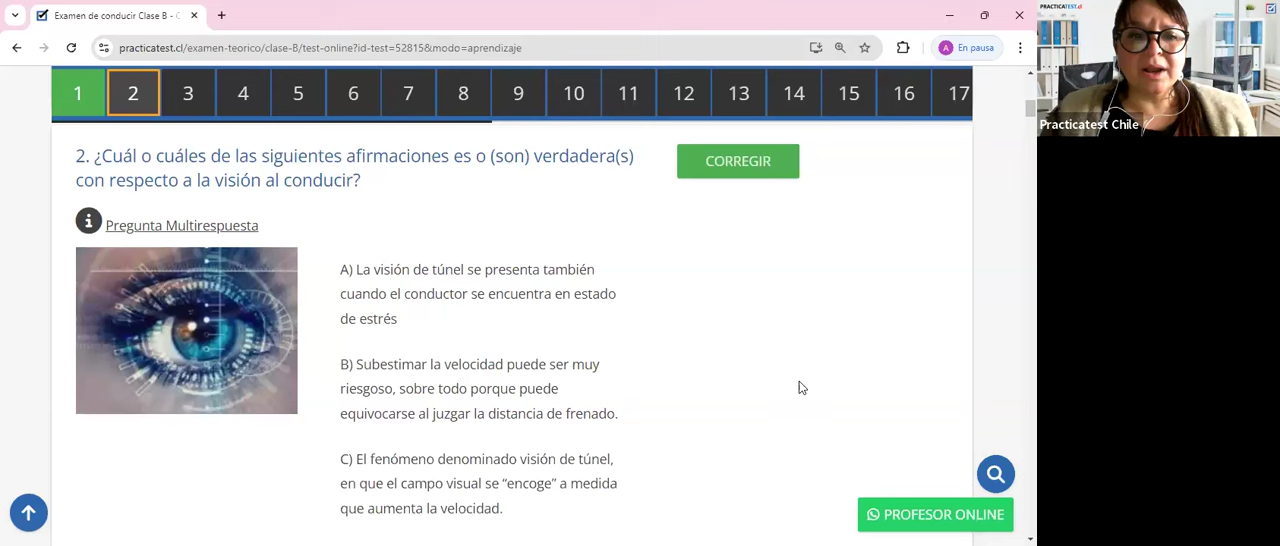 Examen de conducir Clase B - C
PRACTICATEST.cl
practicatest.cl/examen-teorico/clase-B/test-online?id-test=52815&modo=aprendizaje
A En pausa
1 2 3 4 5 6 7 8 9 10 11 12 13 14 15 16 17
Practicatest Chile
2. ¿Cuál o cuáles de las siguientes afirmaciones es o (son) verdadera(s)
con respecto a la visión al conducir?
CORREGIR
Pregunta Multirespuesta
A) La visión de túnel se presenta también
cuando el conductor se encuentra en estado
de estrés
B) Subestimar la velocidad puede ser muy
riesgoso, sobre todo porque puede
equivocarse al juzgar la distancia de frenado.
C) El fenómeno denominado visión de túnel,
en que el campo visual se “encoge” a medida
que aumenta la velocidad.
PROFESOR ONLINE